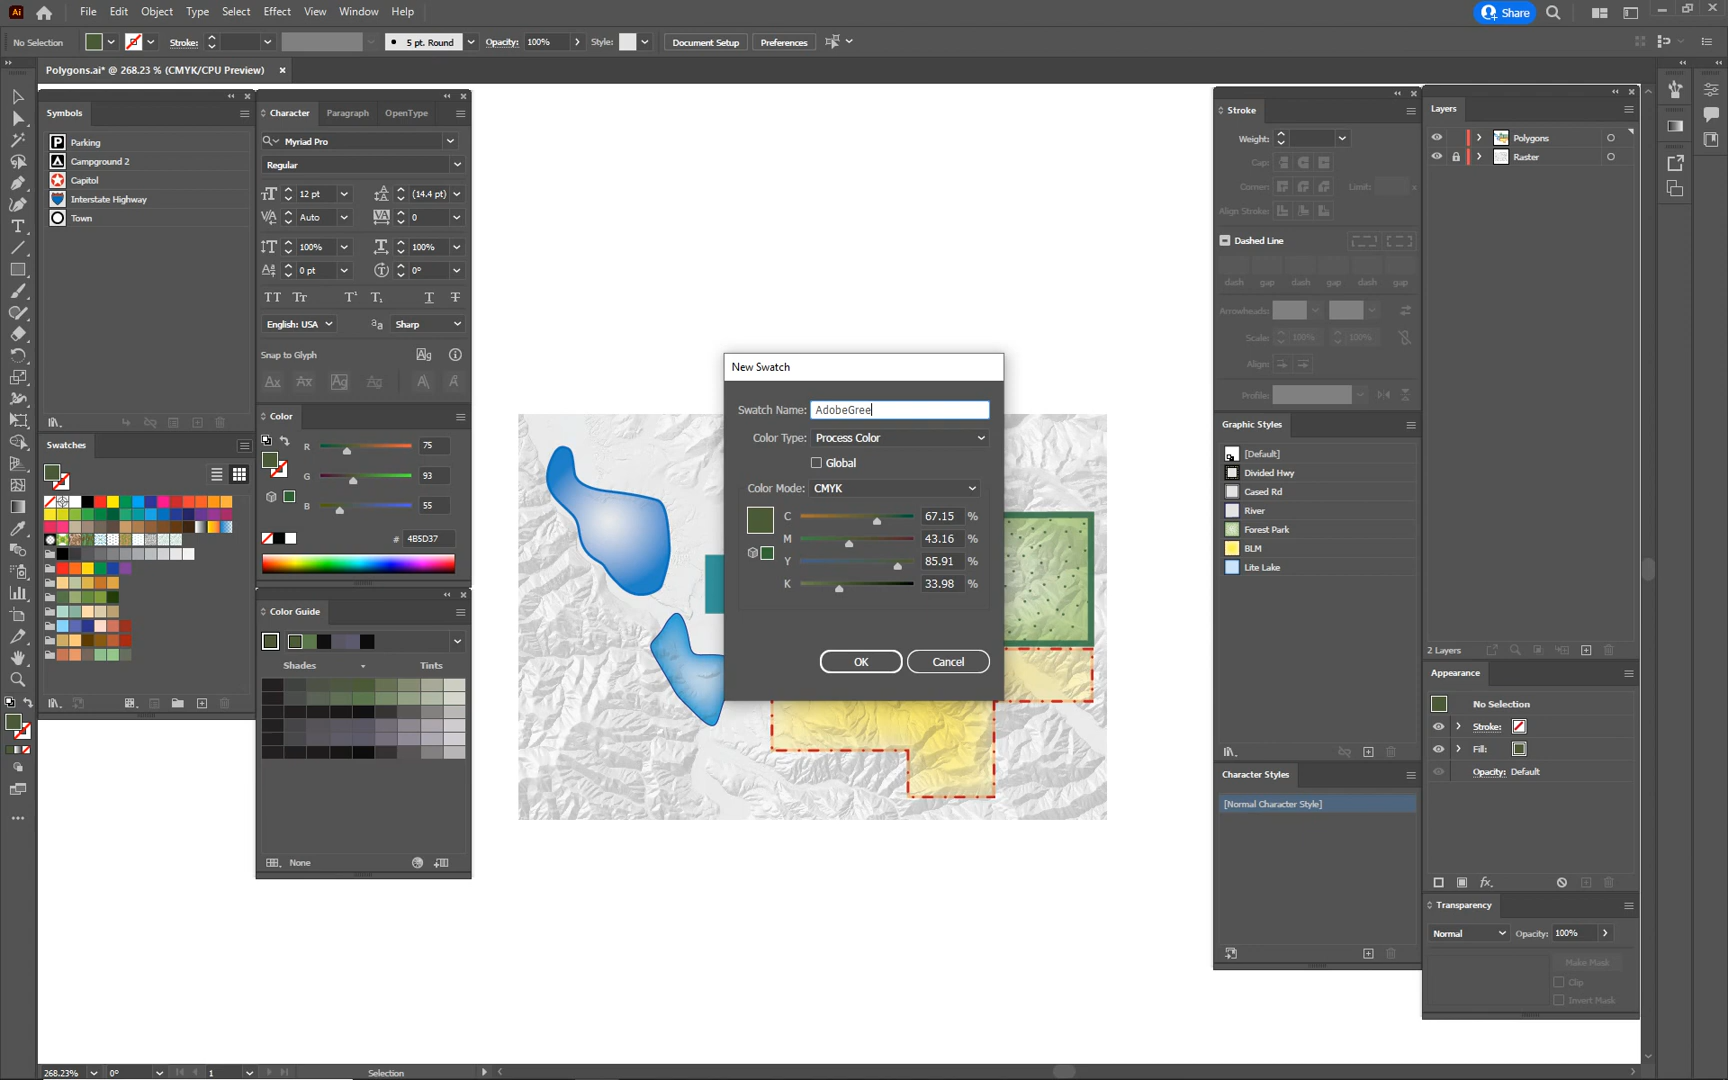 Ai File Edit Object Type Select Effect View Window Help Share
No Selection Stroke: 5 pt. Round Opacity: 100% Style: Document Setup Preferences
Polygons.ai* @ 268.23 % (CMYK/CPU Preview) ×
Symbols
Parking
Campground 2
Capitol
Interstate Highway
Town
Swatches
Character Paragraph OpenType
Myriad Pro
Regular
12 pt (14.4 pt)
Auto 0
100% 100%
0 pt 0°
English: USA Sharp
Snap to Glyph
Color
R 75
G 93
B 55
# 4B5D37
Color Guide
Shades Tints
None
New Swatch
Swatch Name: AdobeGree
Color Type: Process Color
Global
Color Mode: CMYK
C 67.15 %
M 43.16 %
Y 85.91 %
K 33.98 %
OK Cancel
Stroke
Weight:
Cap:
Corner: Limit: x
Align Stroke:
Dashed Line
dash gap dash gap dash gap
Arrowheads:
Scale: 100% 100%
Align:
Profile:
Graphic Styles
[Default]
Divided Hwy
Cased Rd
River
Forest Park
BLM
Lite Lake
Character Styles
[Normal Character Style]
Layers
Polygons
Raster
2 Layers
Appearance
No Selection
Stroke:
Fill:
Opacity: Default
Transparency
Normal Opacity: 100%
Make Mask
Clip
Invert Mask
268.23% 0° 1 Selection